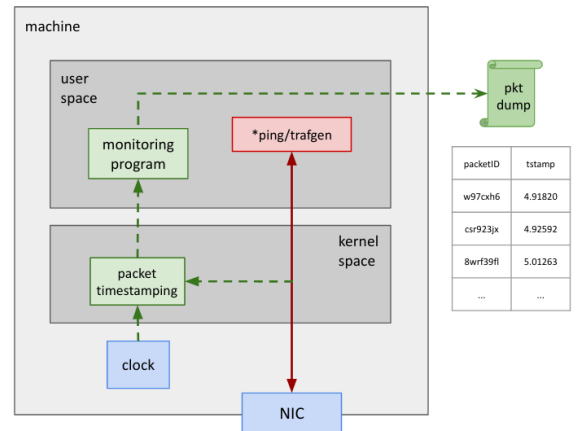 machine
user
space
monitoring
program
*ping/trafgen
pkt
dump
kernel
space
packet
timestamping
clock
NIC
packetID tstamp
w97cxh6 4.91820
csr923jx 4.92592
8wrf39fl 5.01263
... ...